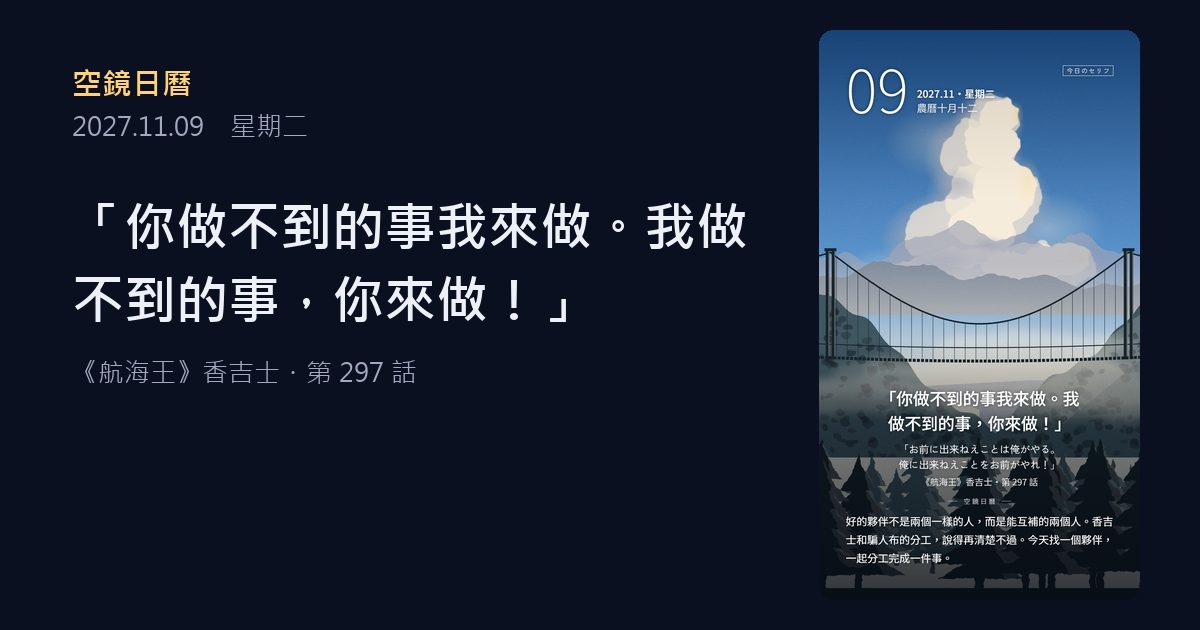 空鏡日曆
2027.11.09 星期二
「你做不到的事我來做。我做
不到的事，你來做！」
《航海王》香吉士・第 297 話
今日のセリフ
09
2027.11・星期二
農曆十月十二
「你做不到的事我來做。我
做不到的事，你來做！」
「お前に出来ねえことは俺がやる。
俺に出来ねえことをお前がやれ！」
《航海王》香吉士・第 297 話
空鏡日曆
好的夥伴不是兩個一樣的人，而是能互補的兩個人。香吉
士和騙人布的分工，說得再清楚不過。今天找一個夥伴，
一起分工完成一件事。